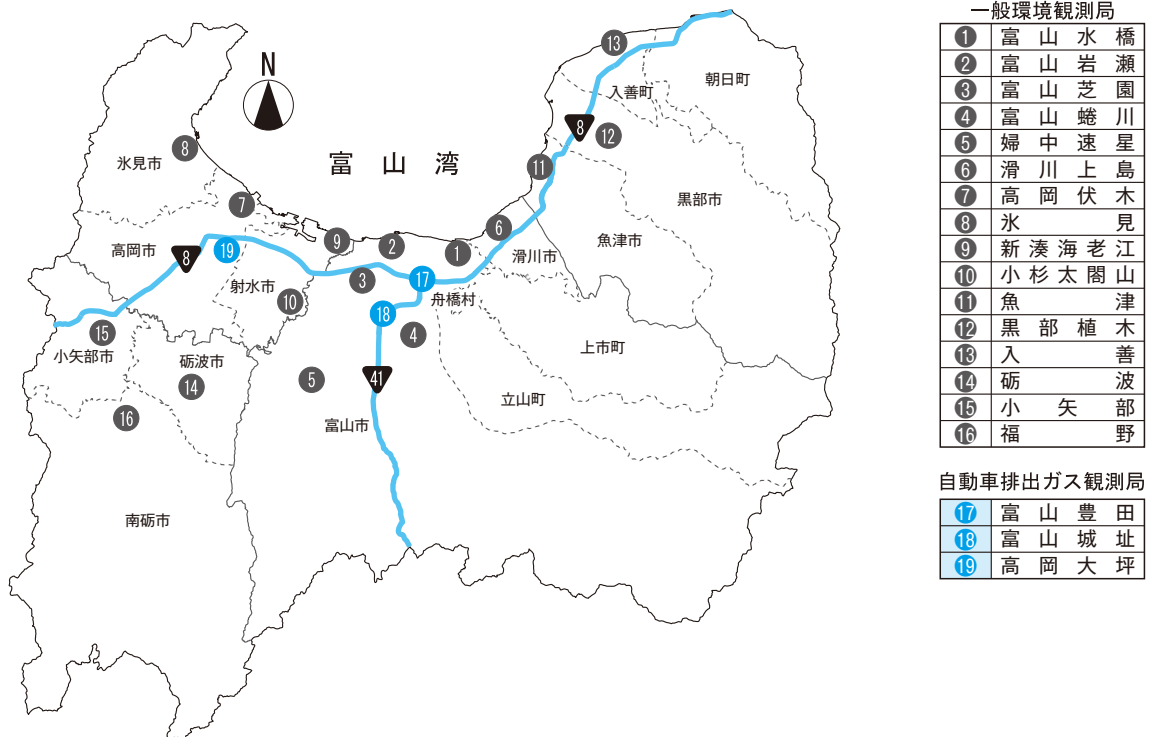 N
富山湾
氷見市
高岡市
射水市
小矢部市
砺波市
南砺市
富山市
舟橋村
滑川市
魚津市
黒部市
入善町
朝日町
上市町
立山町
8
8
41
1
2
3
4
5
6
7
8
9
10
11
12
13
14
15
16
17
18
19
一般環境観測局
1 富山水橋
2 富山岩瀬
3 富山芝園
4 富山蜷川
5 婦中速星
6 滑川上島
7 高岡伏木
8 氷見
9 新湊海老江
10 小杉太閤山
11 魚津
12 黒部植木
13 入善
14 砺波
15 小矢部
16 福野
自動車排出ガス観測局
17 富山豊田
18 富山城址
19 高岡大坪